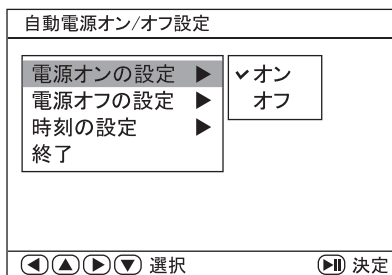 自動電源オン/オフ設定
電源オンの設定 ▶ ✓オン
電源オフの設定 ▶ オフ
時刻の設定 ▶
終了
◀▲▶▼ 選択 ▶II 決定